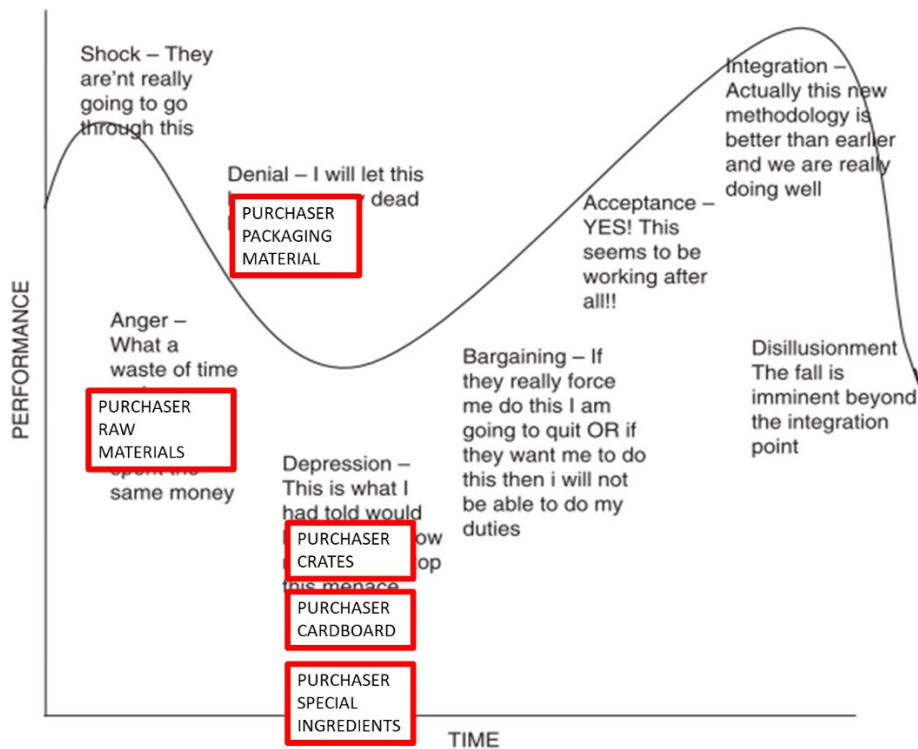 Shock – They
are'nt really
going to go
through this
Denial – I will let this
dead
PURCHASER
PACKAGING
MATERIAL
Anger –
What a
waste of time
PURCHASER
RAW
MATERIALS
same money
Depression –
This is what I
had told would
PURCHASER
CRATES
this menace
PURCHASER
CARDBOARD
PURCHASER
SPECIAL
INGREDIENTS
Bargaining – If
they really force
me do this I am
going to quit OR if
they want me to do
this then i will not
be able to do my
duties
Acceptance –
YES! This
seems to be
working after
all!!
Integration –
Actually this new
methodology is
better than earlier
and we are really
doing well
Disillusionment
The fall is
imminent beyond
the integration
point
PERFORMANCE
TIME